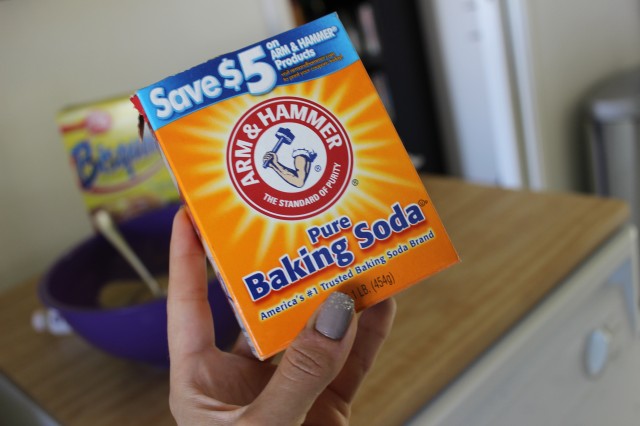 Save $5 on
ARM & HAMMER®
Products
ARM & HAMMER
®
THE STANDARD OF PURITY
®
Pure
Baking Soda
America's #1 Trusted Baking Soda Brand
1 LB. (454g)
Bisquick